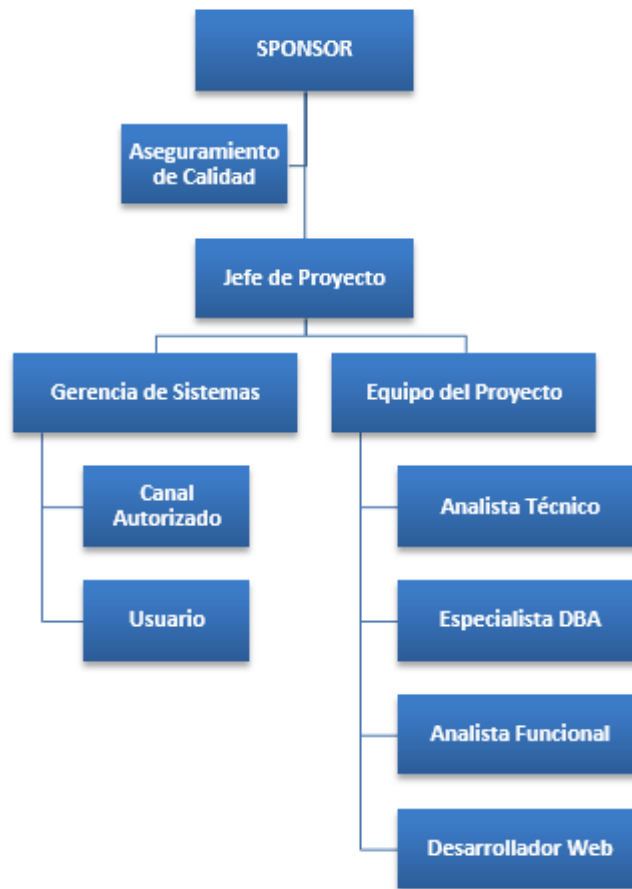 SPONSOR
Aseguramiento
de Calidad
Jefe de Proyecto
Gerencia de Sistemas
Equipo del Proyecto
Canal
Autorizado
Usuario
Analista Técnico
Especialista DBA
Analista Funcional
Desarrollador Web